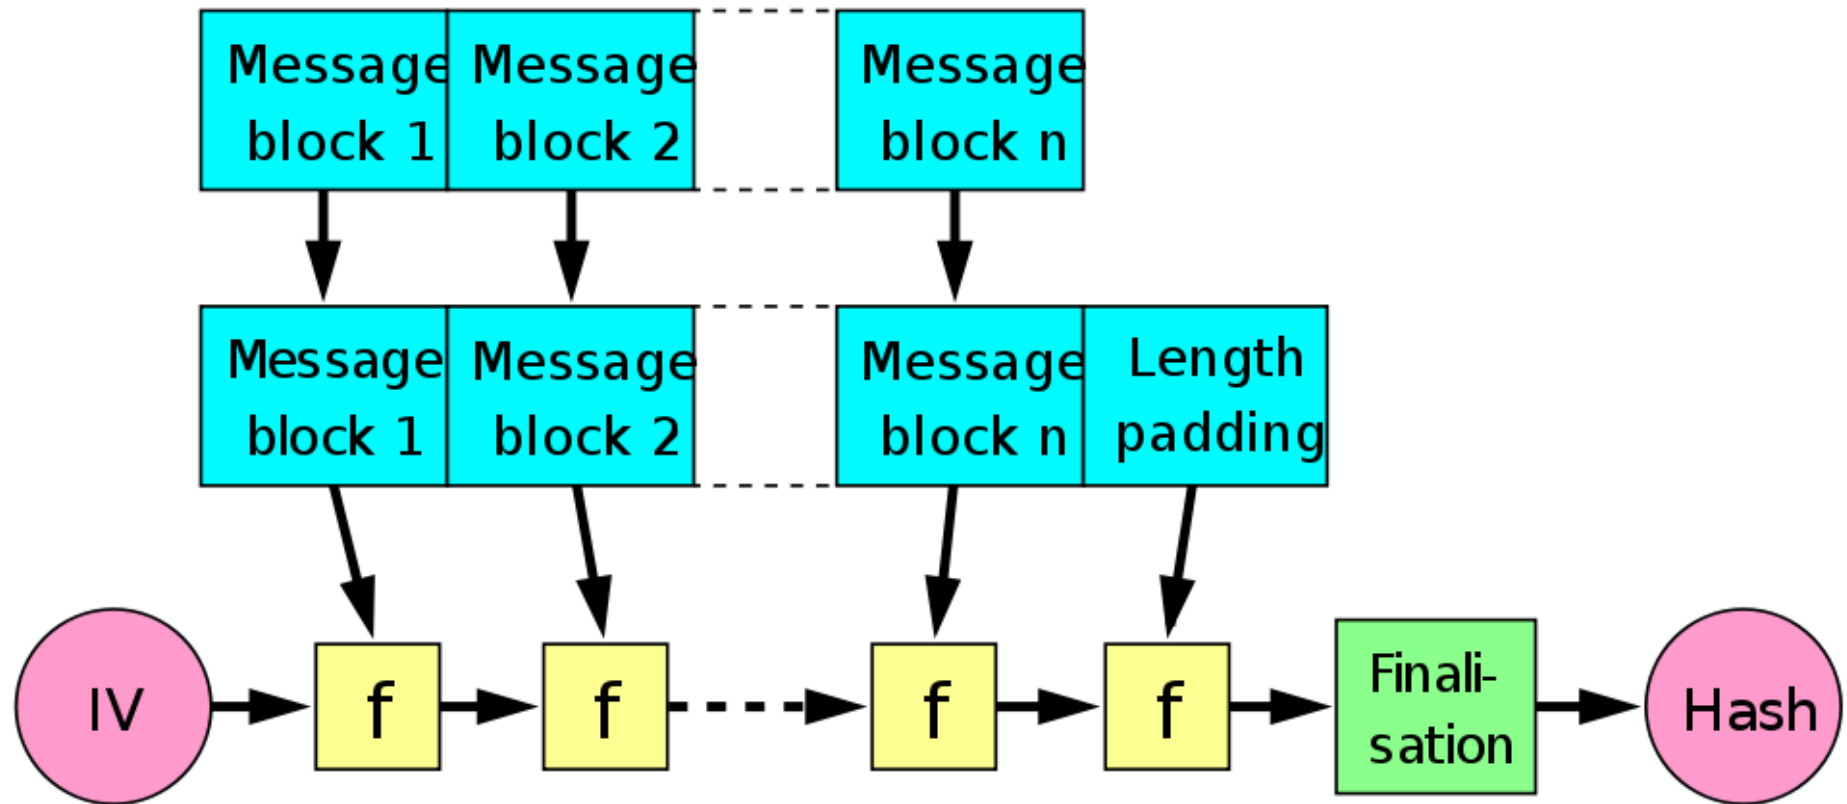 Message
block 1
Message
block 2
Message
block n
Message
block 1
Message
block 2
Message
block n
Length
padding
IV
f
f
f
f
Finali-
sation
Hash